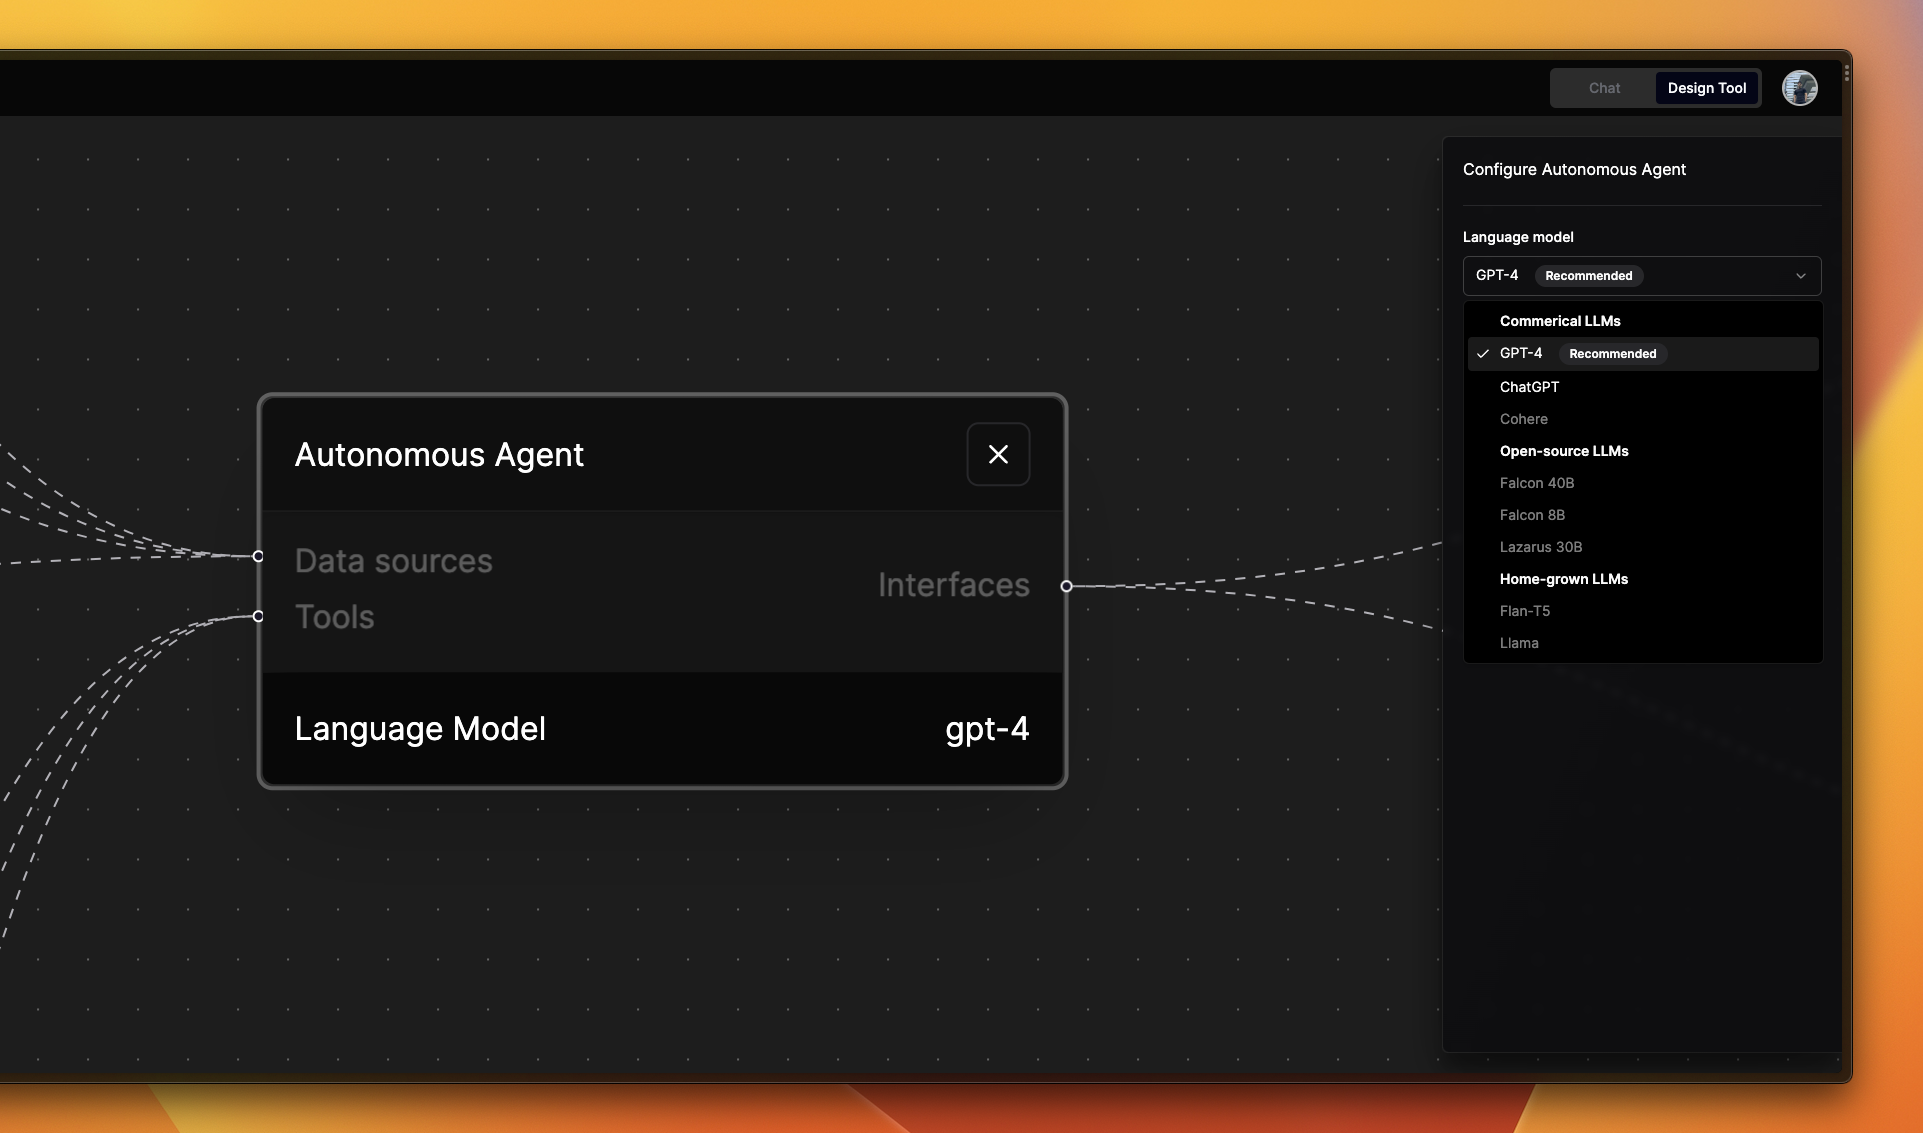 Chat
Design Tool
Configure Autonomous Agent
Language model
GPT-4 Recommended
Commerical LLMs
GPT-4 Recommended
ChatGPT
Cohere
Open-source LLMs
Falcon 40B
Falcon 8B
Lazarus 30B
Home-grown LLMs
Flan-T5
Llama
Autonomous Agent
Data sources
Tools
Interfaces
Language Model gpt-4